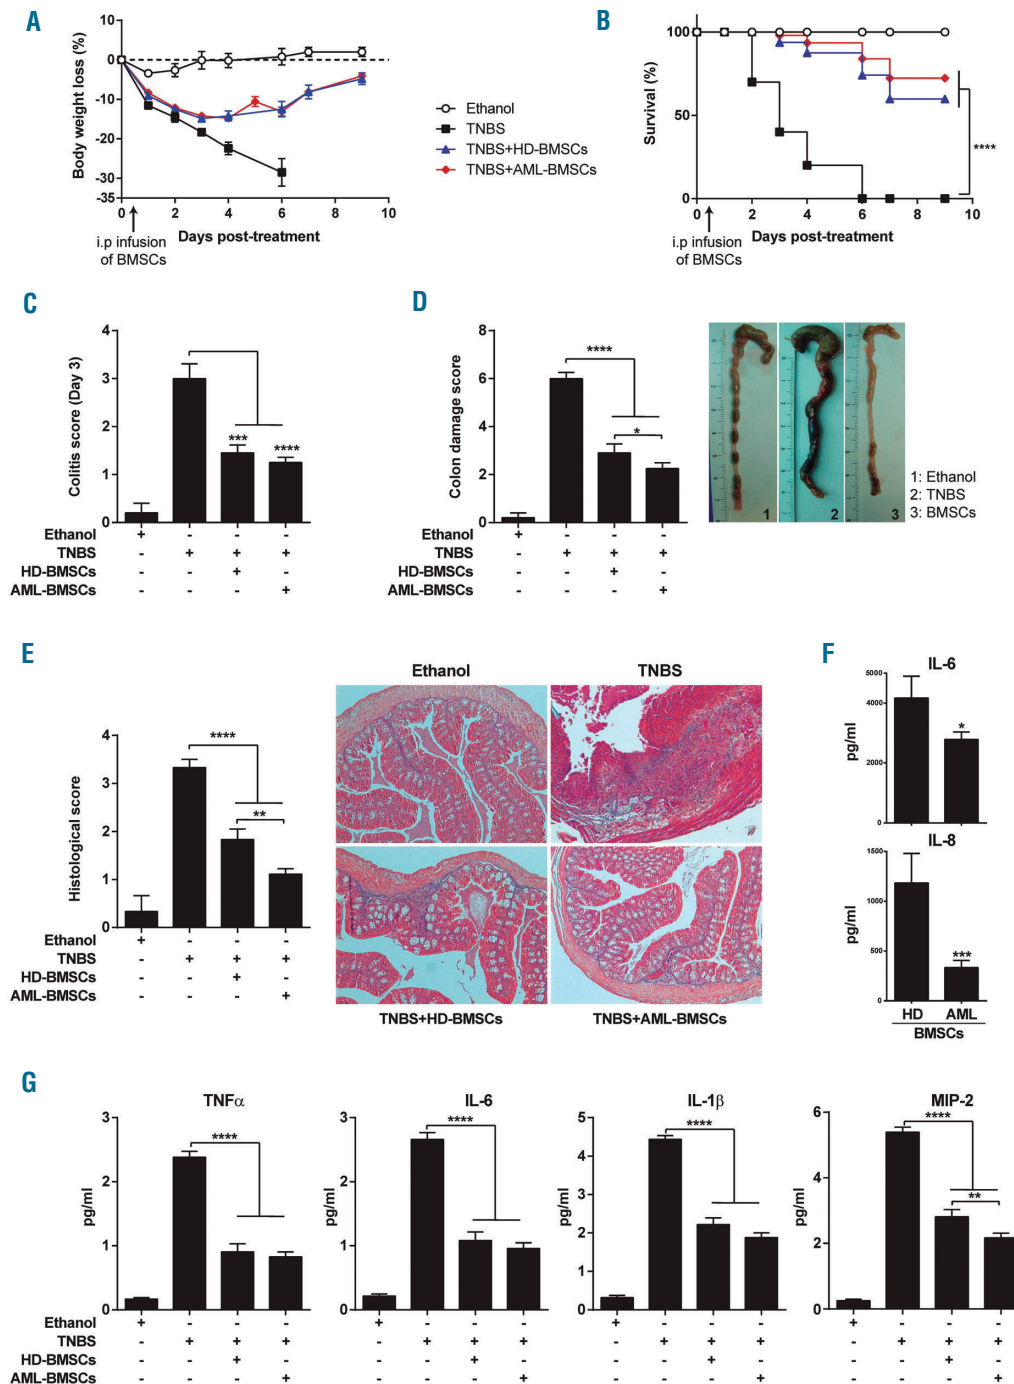 A
Body weight loss (%)
10
0
-10
-20
-30
-35
0 2 4 6 8 10
Days post-treatment
i.p infusion
of BMSCs
Ethanol
TNBS
TNBS+HD-BMSCs
TNBS+AML-BMSCs
B
Survival (%)
100
50
0
0 2 4 6 8 10
Days post-treatment
i.p infusion
of BMSCs
****
C
Colitis score (Day 3)
4
3
2
1
0
***
****
Ethanol + - - -
TNBS - + + +
HD-BMSCs - - + -
AML-BMSCs - - - +
D
Colon damage score
8
6
4
2
0
****
*
Ethanol + - - -
TNBS - + + +
HD-BMSCs - - + -
AML-BMSCs - - - +
1
2
3
1: Ethanol
2: TNBS
3: BMSCs
E
Histological score
4
3
2
1
0
****
**
Ethanol + - - -
TNBS - + + +
HD-BMSCs - - + -
AML-BMSCs - - - +
Ethanol TNBS
TNBS+HD-BMSCs TNBS+AML-BMSCs
F
IL-6
pg/ml
6000
4000
2000
0
*
IL-8
pg/ml
1500
1000
500
0
***
HD AML
BMSCs
G
TNFα
pg/ml
3
2
1
0
****
Ethanol + - - -
TNBS - + + +
HD-BMSCs - - + -
AML-BMSCs - - - +
IL-6
pg/ml
3
2
1
0
****
+ - - -
- + + +
- - + -
- - - +
IL-1β
pg/ml
5
4
3
2
1
0
****
+ - - -
- + + +
- - + -
- - - +
MIP-2
pg/ml
6
4
2
0
****
**
+ - - -
- + + +
- - + -
- - - +